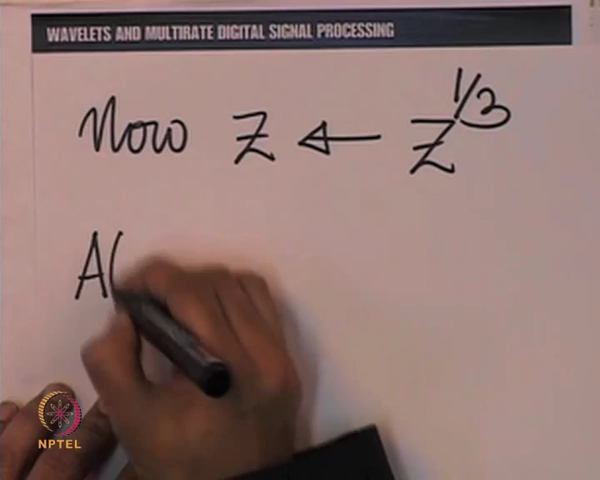 WAVELETS AND MULTIRATE DIGITAL SIGNAL PROCESSING
Now Z ← Z^{1/3}
A(
NPTEL